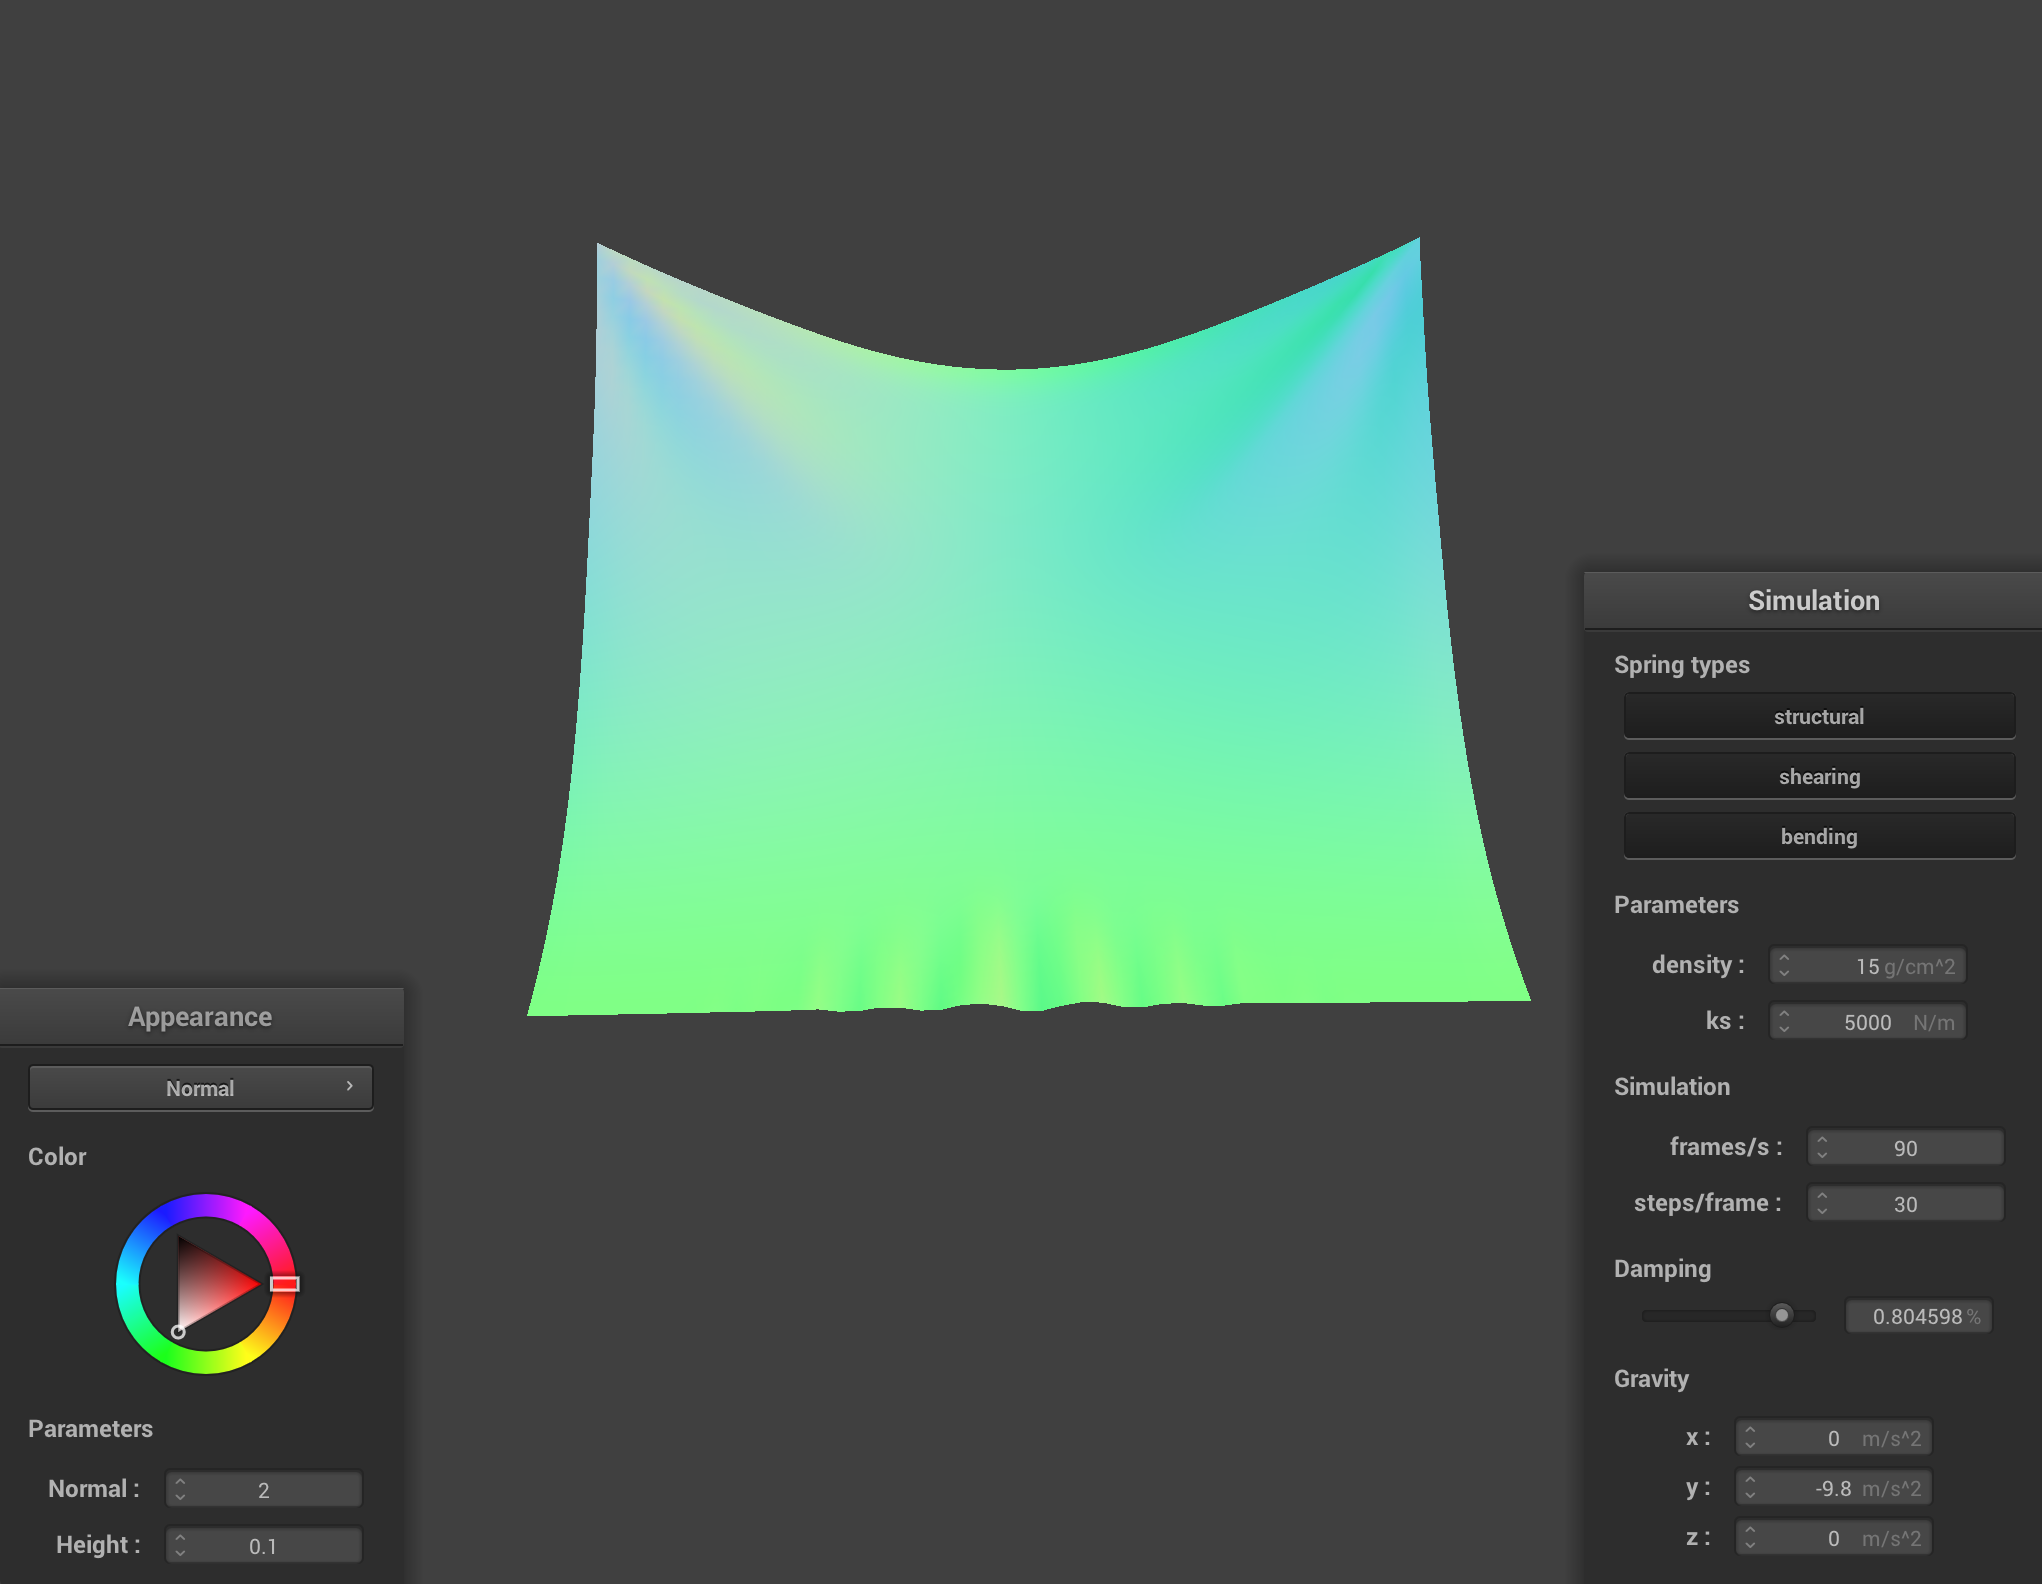 Simulation
Spring types
structural
shearing
bending
Parameters
density : 15 g/cm^2
ks : 5000 N/m
Simulation
frames/s : 90
steps/frame : 30
Damping
0.804598 %
Gravity
x : 0 m/s^2
y : -9.8 m/s^2
z : 0 m/s^2
Appearance
Normal
Color
Parameters
Normal : 2
Height : 0.1